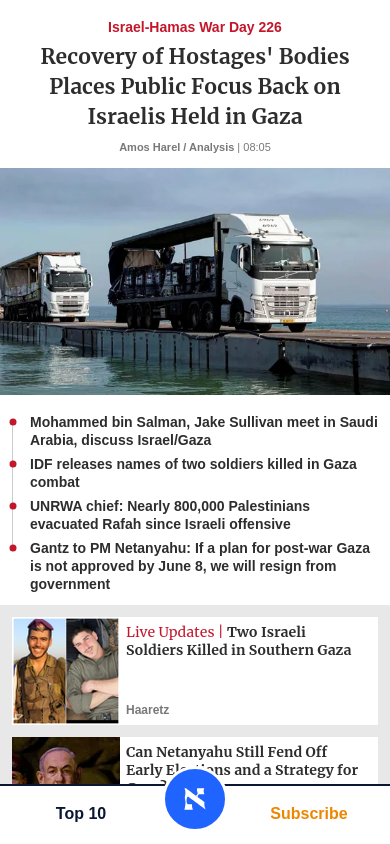 Israel-Hamas War Day 226
Recovery of Hostages' Bodies
Places Public Focus Back on
Israelis Held in Gaza
Amos Harel / Analysis | 08:05
Mohammed bin Salman, Jake Sullivan meet in Saudi
Arabia, discuss Israel/Gaza
IDF releases names of two soldiers killed in Gaza
combat
UNRWA chief: Nearly 800,000 Palestinians
evacuated Rafah since Israeli offensive
Gantz to PM Netanyahu: If a plan for post-war Gaza
is not approved by June 8, we will resign from
government
Live Updates | Two Israeli
Soldiers Killed in Southern Gaza
Haaretz
Can Netanyahu Still Fend Off
Early Elections and a Strategy for
Top 10
Subscribe